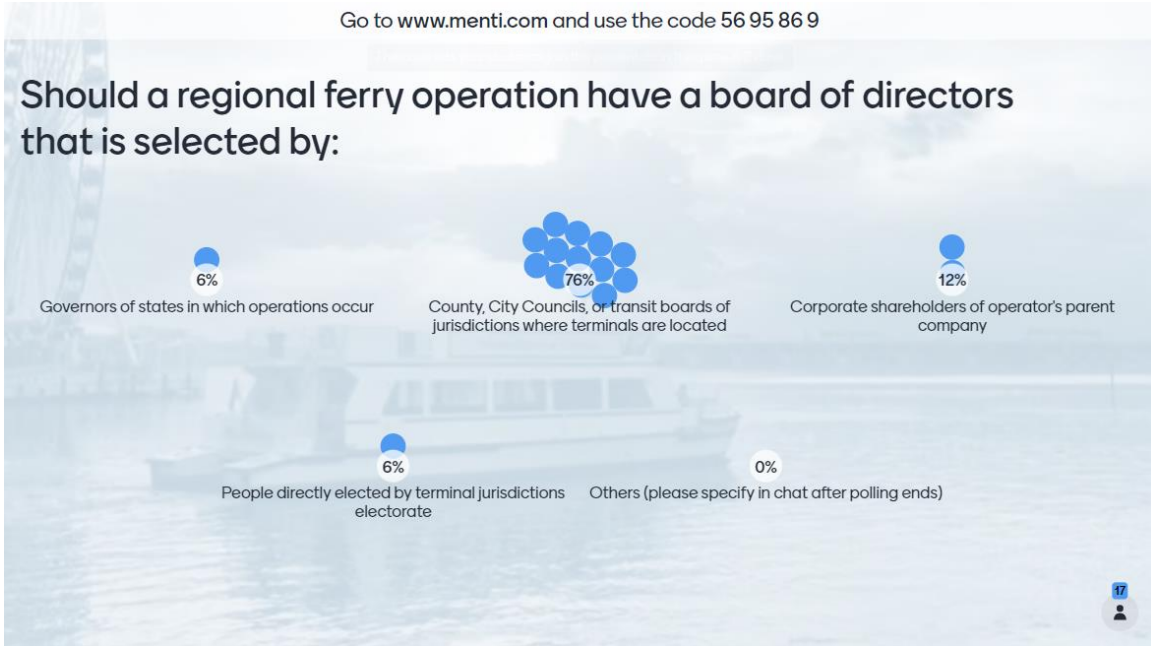 Go to www.menti.com and use the code 56 95 86 9
Should a regional ferry operation have a board of directors
that is selected by:
6%
Governors of states in which operations occur
76%
County, City Councils, or transit boards of
jurisdictions where terminals are located
12%
Corporate shareholders of operator's parent
company
6%
People directly elected by terminal jurisdictions
electorate
0%
Others (please specify in chat after polling ends)
17